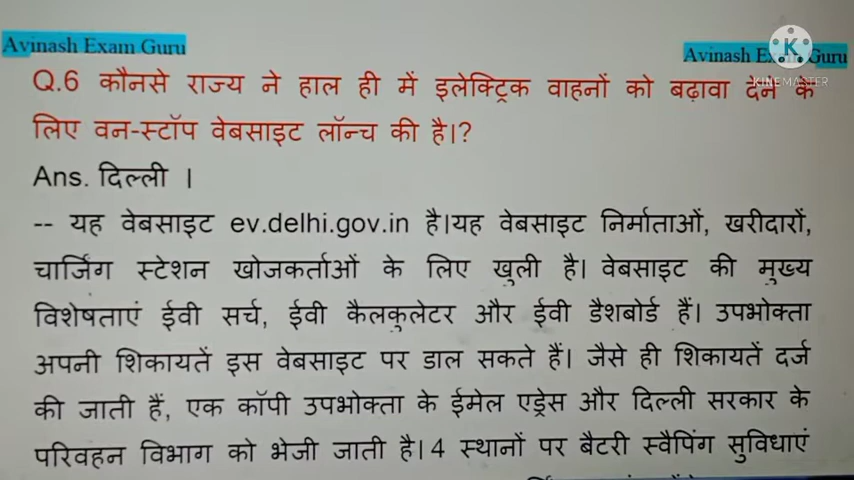 Avinash Exam Guru
Avinash Exam Guru
KINEMASTER
Q.6 कौनसे राज्य ने हाल ही में इलेक्ट्रिक वाहनों को बढ़ावा देने के
लिए वन-स्टॉप वेबसाइट लॉन्च की है।?
Ans. दिल्ली ।
-- यह वेबसाइट ev.delhi.gov.in है।यह वेबसाइट निर्माताओं, खरीदारों,
चार्जिंग स्टेशन खोजकर्ताओं के लिए खुली है। वेबसाइट की मुख्य
विशेषताएं ईवी सर्च, ईवी कैलकुलेटर और ईवी डैशबोर्ड हैं। उपभोक्ता
अपनी शिकायतें इस वेबसाइट पर डाल सकते हैं। जैसे ही शिकायतें दर्ज
की जाती हैं, एक कॉपी उपभोक्ता के ईमेल एड्रेस और दिल्ली सरकार के
परिवहन विभाग को भेजी जाती है।4 स्थानों पर बैटरी स्वैपिंग सुविधाएं